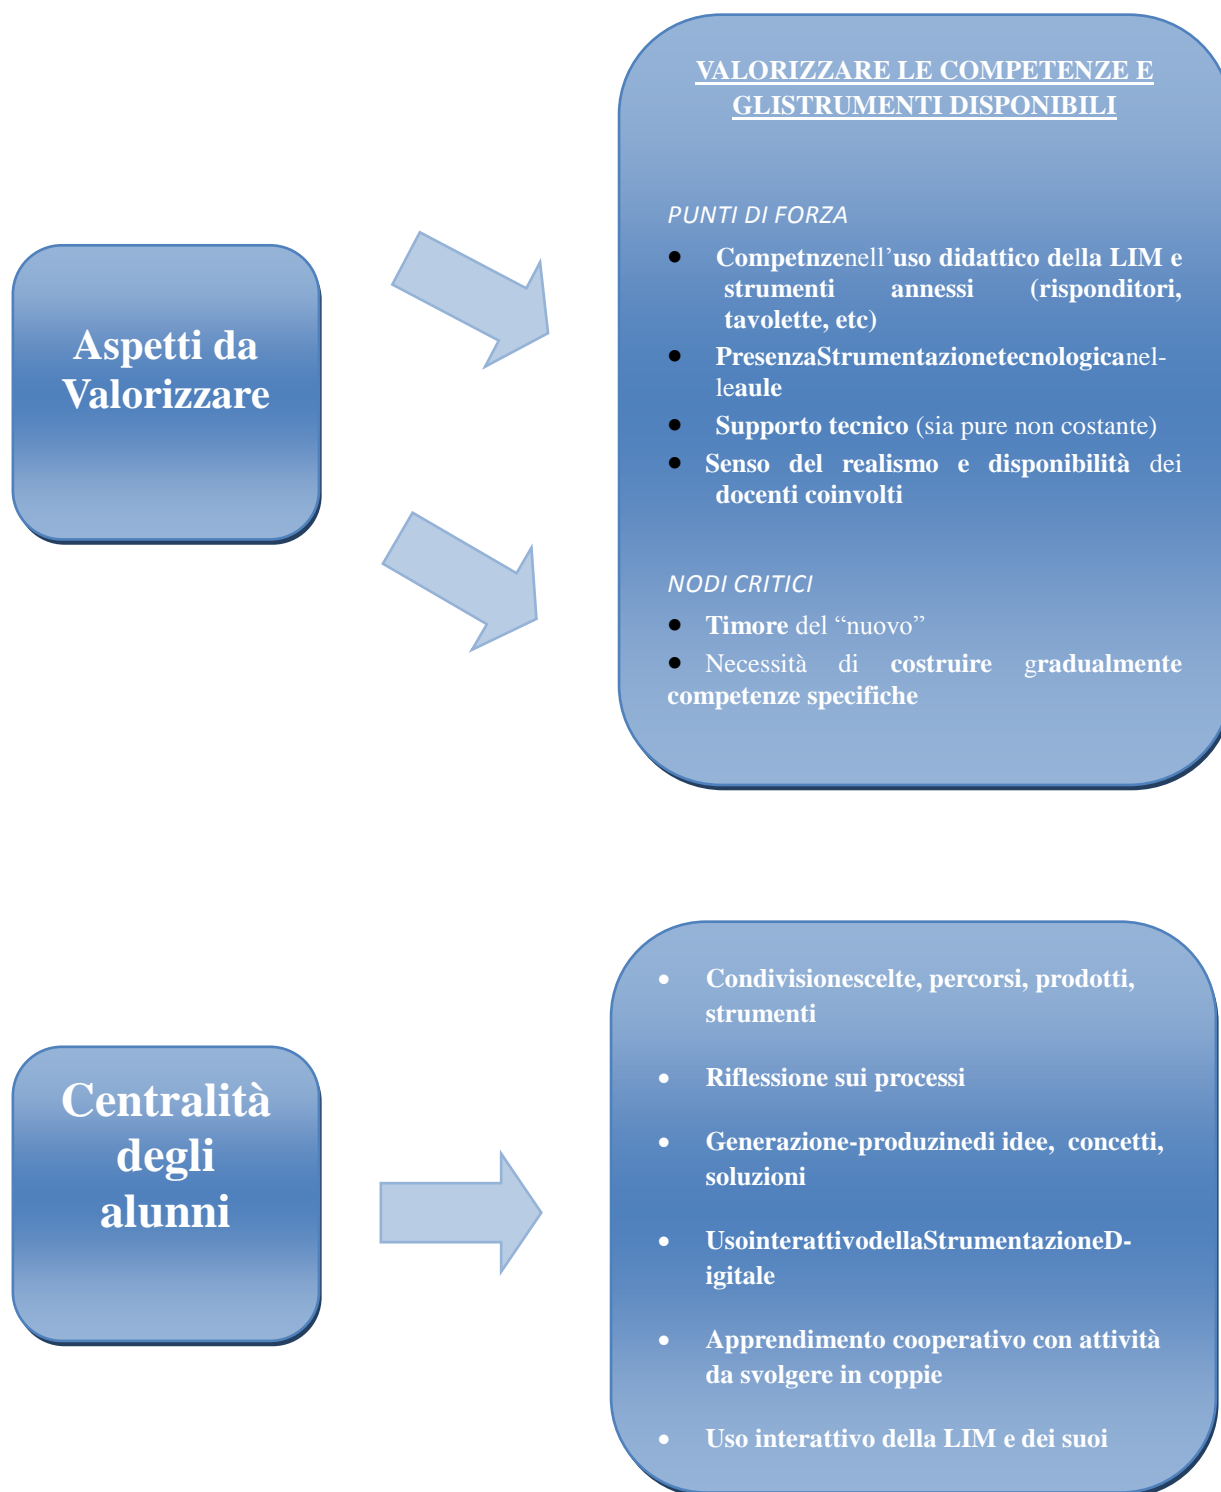 VALORIZZARE LE COMPETENZE E
GLISTRUMENTI DISPONIBILI
PUNTI DI FORZA
● Competnzenell’uso didattico della LIM e
strumenti annessi (risponditori,
tavolette, etc)
● PresenzaStrumentazionetecnologicanel-
leaule
● Supporto tecnico (sia pure non costante)
● Senso del realismo e disponibilità dei
docenti coinvolti
NODI CRITICI
● Timore del “nuovo”
● Necessità di costruire gradualmente
competenze specifiche
Aspetti da
Valorizzare
Centralità
degli
alunni
• Condivisionescelte, percorsi, prodotti,
strumenti
• Riflessione sui processi
• Generazione-produzinedi idee, concetti,
soluzioni
• UsointerattivodellaStrumentazioneD-
igitale
• Apprendimento cooperativo con attività
da svolgere in coppie
• Uso interattivo della LIM e dei suoi